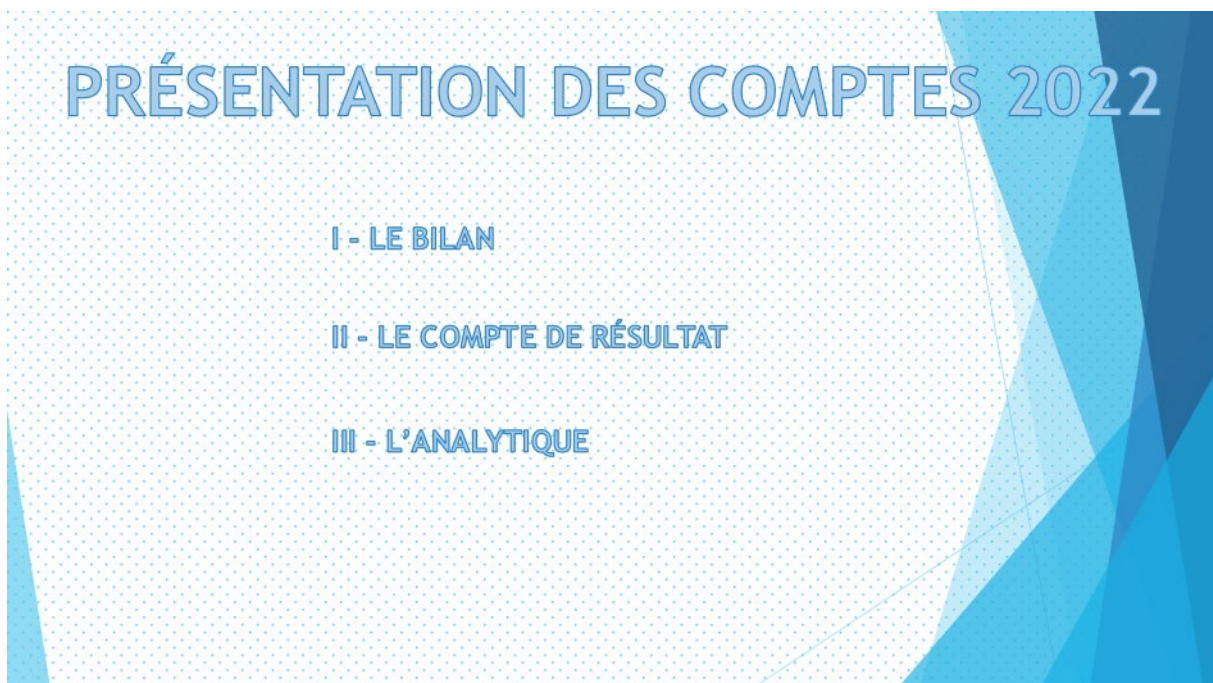 PRÉSENTATION DES COMPTES 2022
I - LE BILAN
II - LE COMPTE DE RÉSULTAT
III - L’ANALYTIQUE